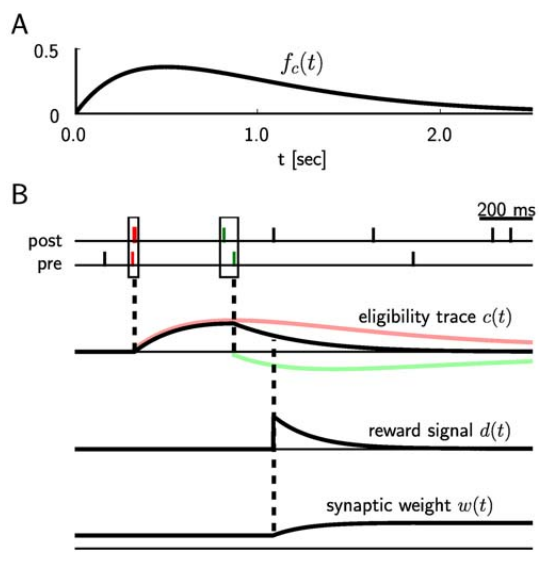 A
0.5
f_c(t)
0
0.0 1.0 2.0
t [sec]
B
200 ms
post
pre
eligibility trace c(t)
reward signal d(t)
synaptic weight w(t)